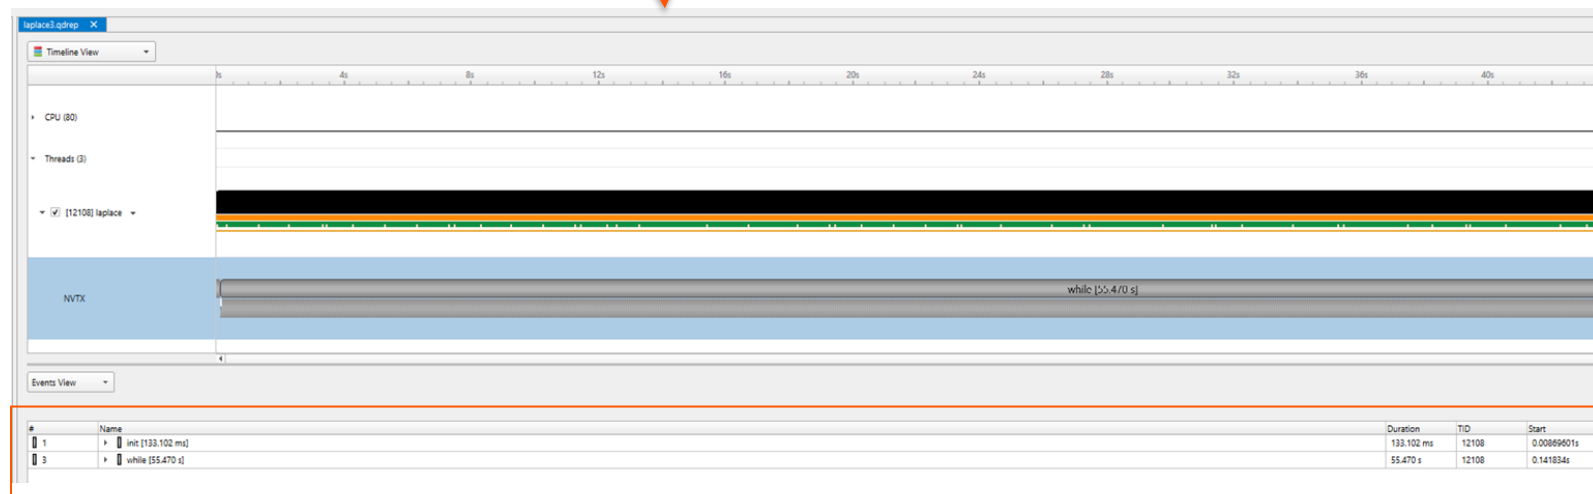 laplace3.qdrep X
Timeline View
0s 4s 8s 12s 16s 20s 24s 28s 32s 36s 40s
CPU (80)
Threads (3)
[12108] laplace
NVTX
while [55.470 s]
Events View
# Name Duration TID Start
1 init [133.102 ms] 133.102 ms 12108 0.00869601s
3 while [55.470 s] 55.470 s 12108 0.141834s